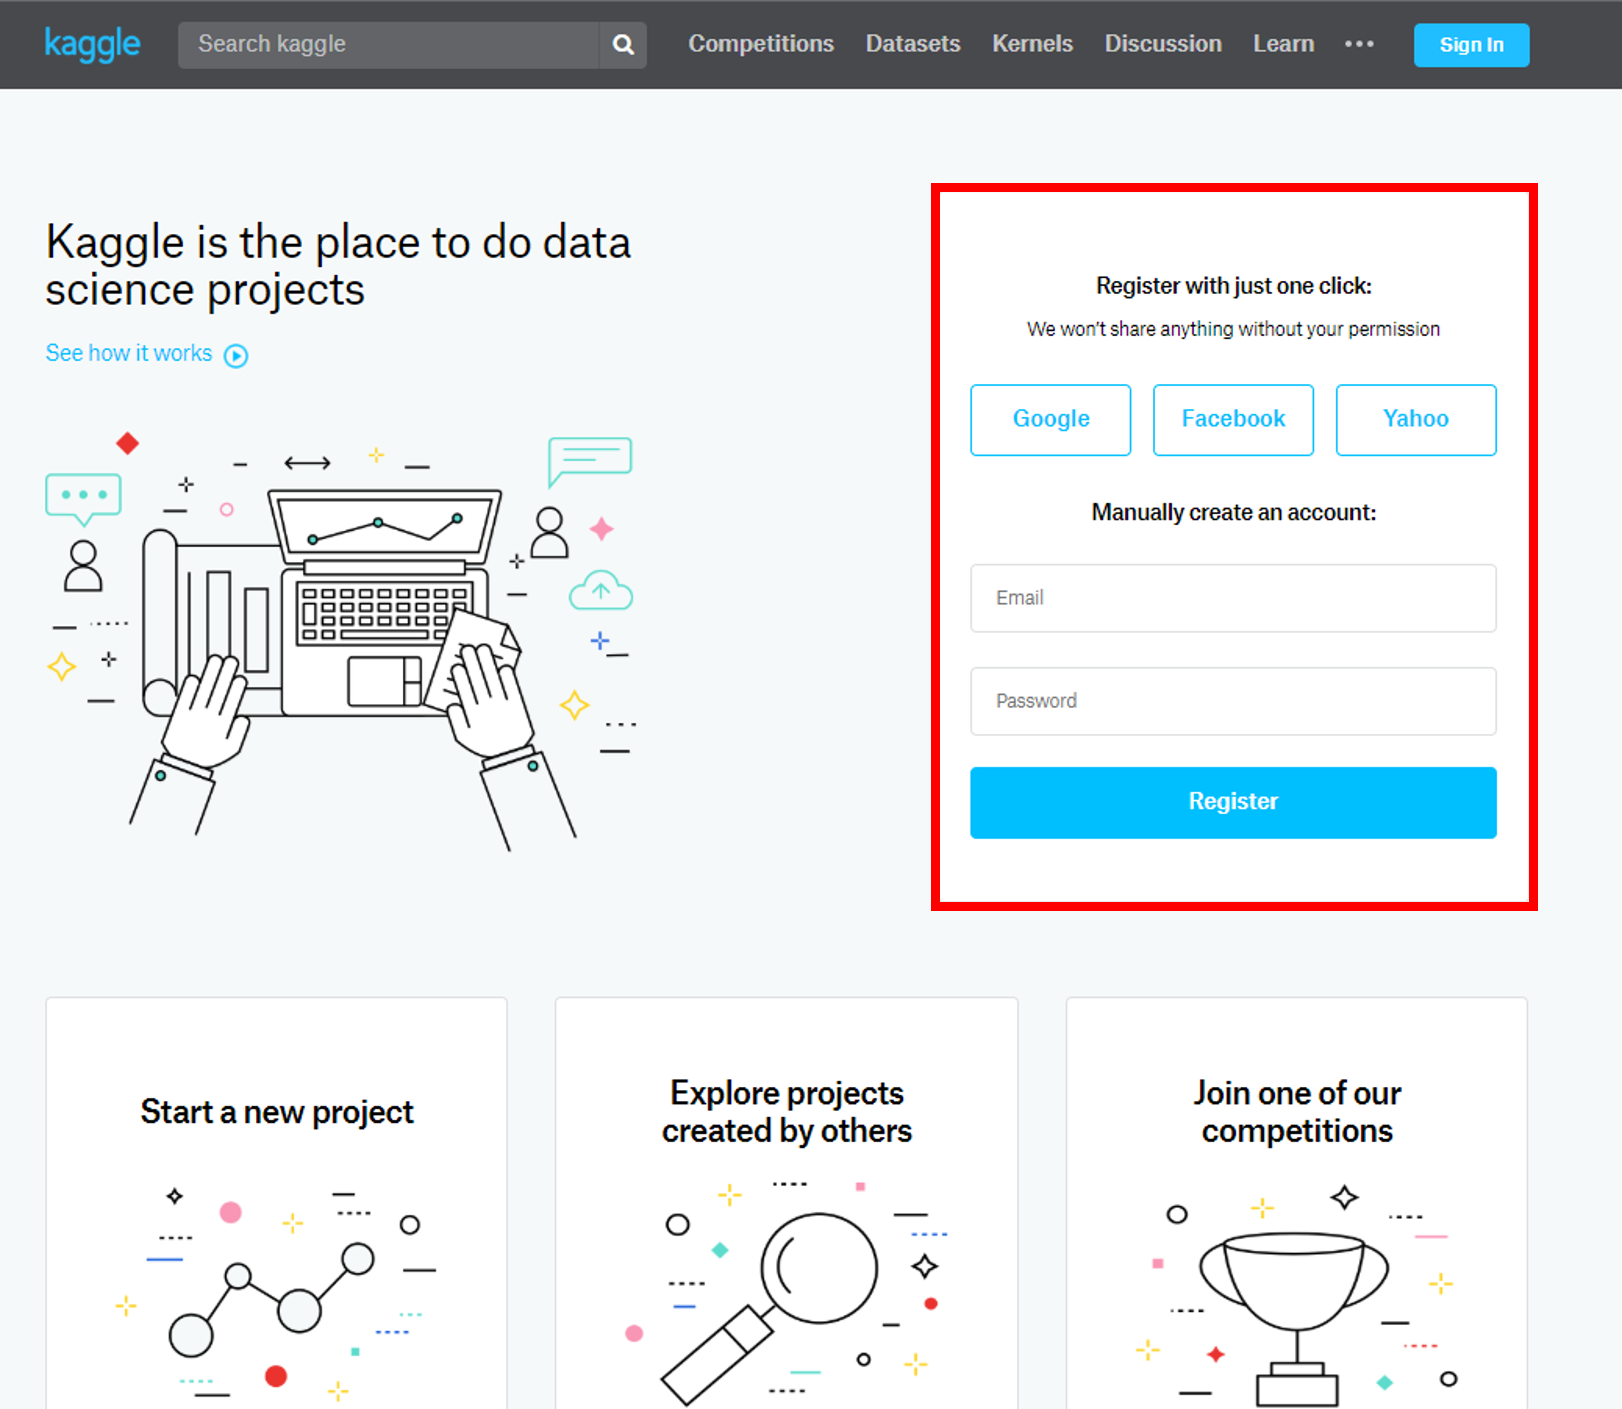 kaggle
Search kaggle
Competitions
Datasets
Kernels
Discussion
Learn
Sign In
Kaggle is the place to do data
science projects
See how it works
Register with just one click:
We won't share anything without your permission
Google
Facebook
Yahoo
Manually create an account:
Email
Password
Register
Start a new project
Explore projects
created by others
Join one of our
competitions